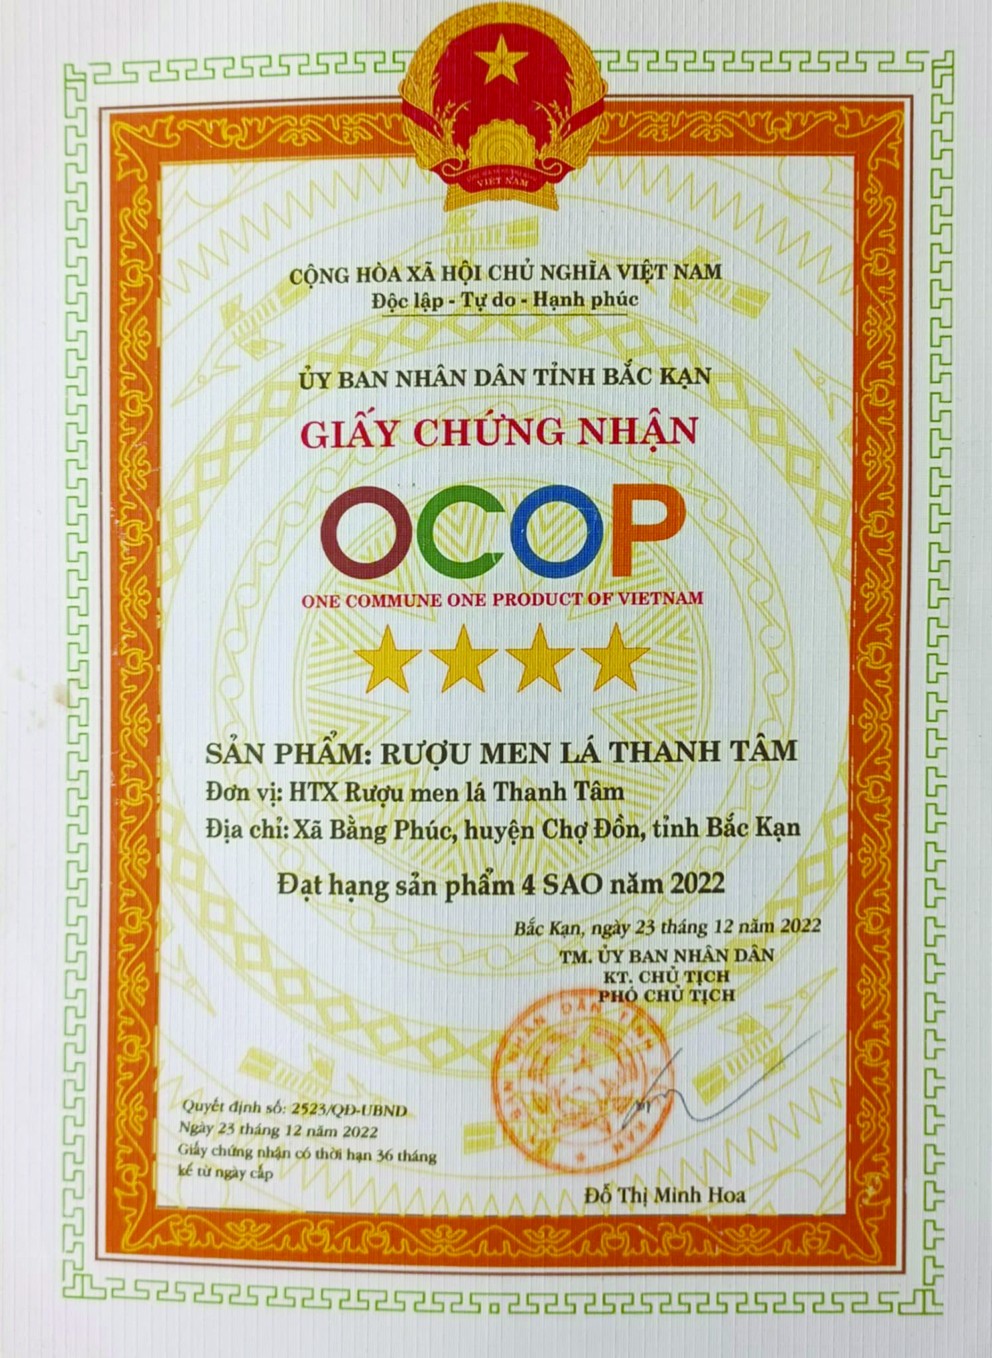 VIỆT NAM
CỘNG HÒA XÃ HỘI CHỦ NGHĨA VIỆT NAM
Độc lập - Tự do - Hạnh phúc
ỦY BAN NHÂN DÂN TỈNH BẮC KẠN
GIẤY CHỨNG NHẬN
OCOP
ONE COMMUNE ONE PRODUCT OF VIETNAM
SẢN PHẨM: RƯỢU MEN LÁ THANH TÂM
Đơn vị: HTX Rượu men lá Thanh Tâm
Địa chỉ: Xã Bằng Phúc, huyện Chợ Đồn, tỉnh Bắc Kạn
Đạt hạng sản phẩm 4 SAO năm 2022
Bắc Kạn, ngày 23 tháng 12 năm 2022
TM. ỦY BAN NHÂN DÂN
KT. CHỦ TỊCH
PHÓ CHỦ TỊCH
NHÂN DÂN TỈNH
Quyết định số: 2523/QĐ-UBND
Ngày 23 tháng 12 năm 2022
Giấy chứng nhận có thời hạn 36 tháng
kể từ ngày cấp
Đỗ Thị Minh Hoa